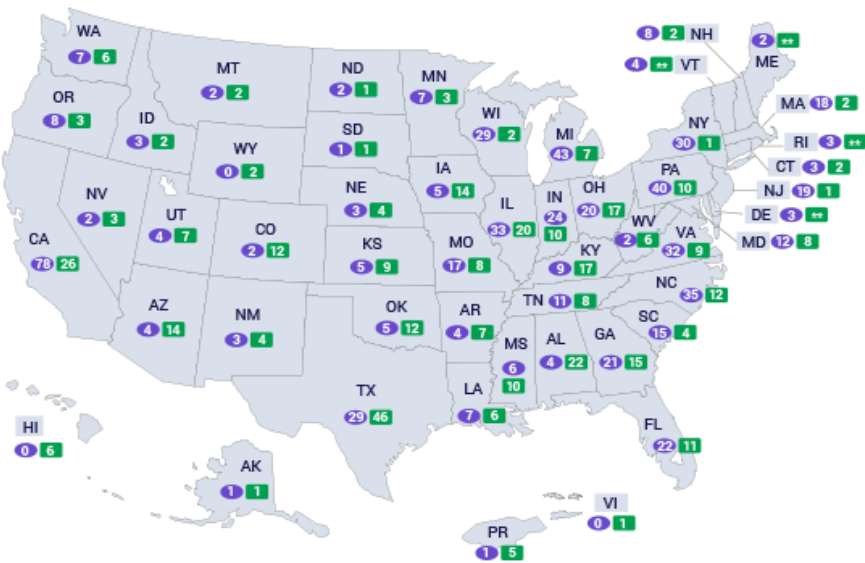 WA
7 6
OR
8 3
ID
3 2
MT
2 2
ND
2 1
MN
7 3
WI
29 2
MI
43 7
SD
1 1
WY
0 2
NV
2 3
UT
4 7
CO
2 12
NE
3 4
IA
5 14
KS
5 9
MO
17 8
IL
33 20
IN
24
10
OH
20 17
CA
78 26
AZ
4 14
NM
3 4
OK
5 12
AR
4 7
TX
29 46
LA
7 6
MS
6
10
AL
4 22
GA
21 15
FL
22 11
SC
15 4
NC
35 12
TN 11 8
KY
9 17
WV
2 6
VA
32 9
PA
40 10
NY
30 1
8 2 NH
4 ** VT
2 **
ME
MA 18 2
RI 3 **
CT 3 2
NJ 19 1
DE 3 **
MD 12 8
HI
0 6
AK
1 1
PR
1 5
VI
0 1